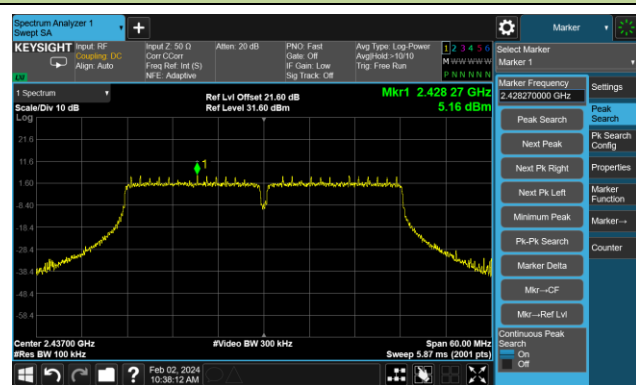 Spectrum Analyzer 1
Swept SA
+
Marker
KEYSIGHT
Input: RF
Coupling: DC
Align: Auto
Input Z: 50 Ω
Corr CCorr
Freq Ref: Int (S)
NFE: Adaptive
Atten: 20 dB
PNO: Fast
Gate: Off
IF Gain: Low
Sig Track: Off
Avg Type: Log-Power
Avg|Hold:>10/10
Trig: Free Run
1 2 3 4 5 6
M W W W W W
P N N N N N
LW
Select Marker
Marker 1
1 Spectrum
Scale/Div 10 dB
Log
Ref Lvl Offset 21.60 dB
Ref Level 31.60 dBm
Mkr1 2.428 27 GHz
5.16 dBm
21.6
11.6
1.60
-8.40
-18.4
-28.4
-38.4
-48.4
-58.4
1
Center 2.43700 GHz
#Res BW 100 kHz
#Video BW 300 kHz
Span 60.00 MHz
Sweep 5.87 ms (2001 pts)
Marker Frequency
2.428270000 GHz
Peak Search
Next Peak
Next Pk Right
Next Pk Left
Minimum Peak
Pk-Pk Search
Marker Delta
Mkr→CF
Mkr→Ref Lvl
Continuous Peak
Search
On
Off
Settings
Peak
Search
Pk Search
Config
Properties
Marker
Function
Marker→
Counter
?
Feb 02, 2024
10:38:12 AM